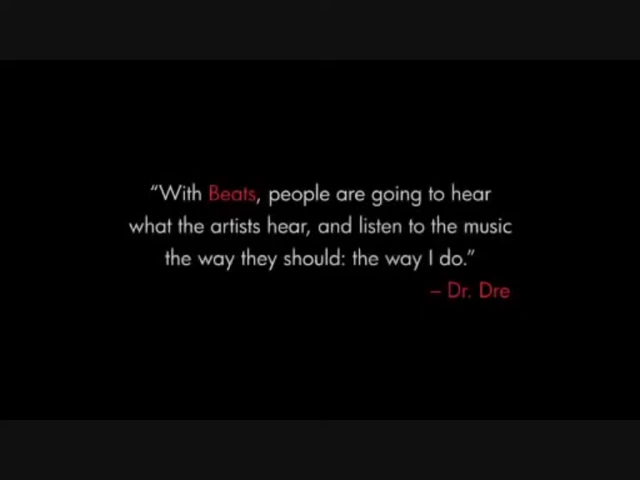 “With Beats, people are going to hear
what the artists hear, and listen to the music
the way they should: the way I do.”
– Dr. Dre